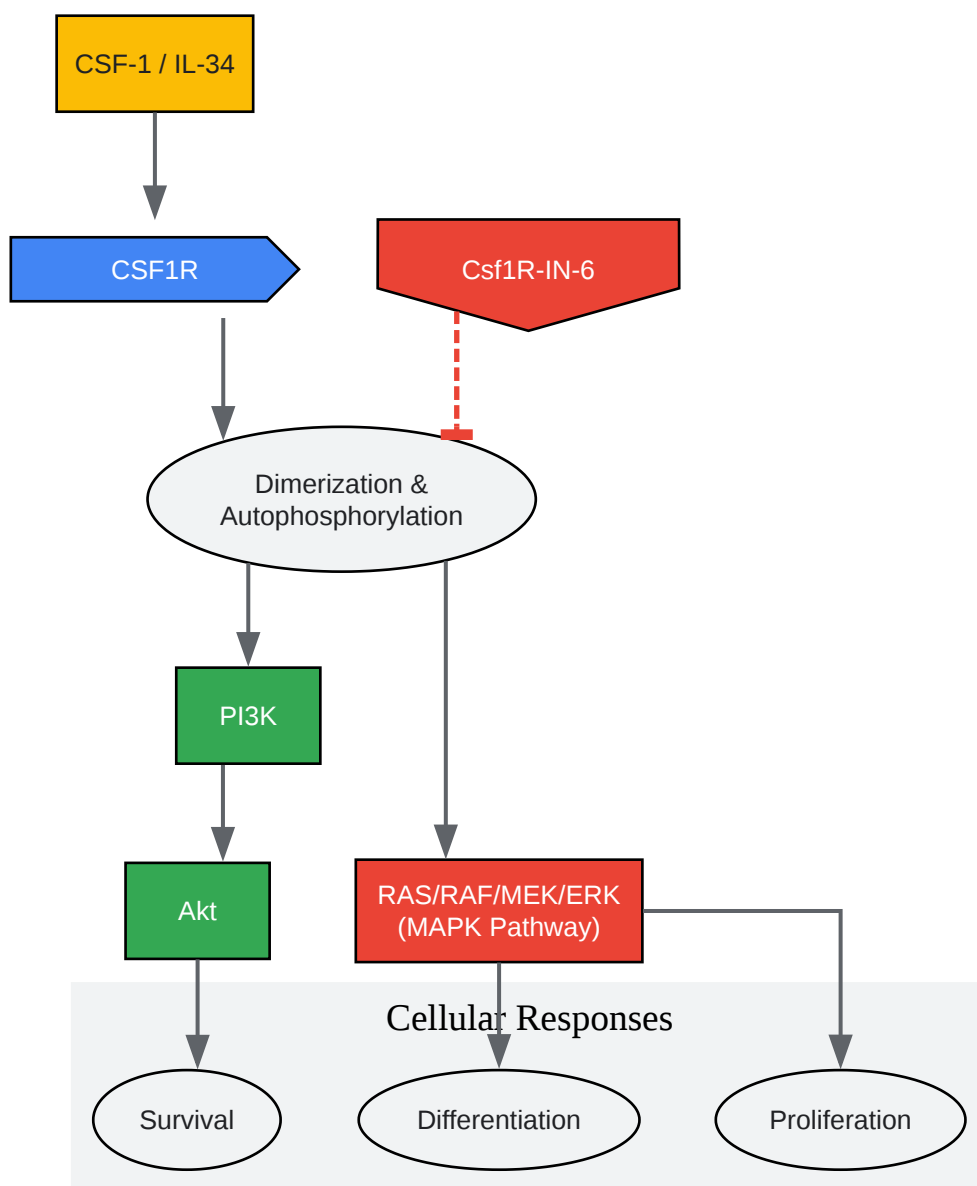 CSF-1 / IL-34
CSF1R
Csf1R-IN-6
Dimerization &
Autophosphorylation
PI3K
Akt
RAS/RAF/MEK/ERK
(MAPK Pathway)
Cellular Responses
Survival
Differentiation
Proliferation